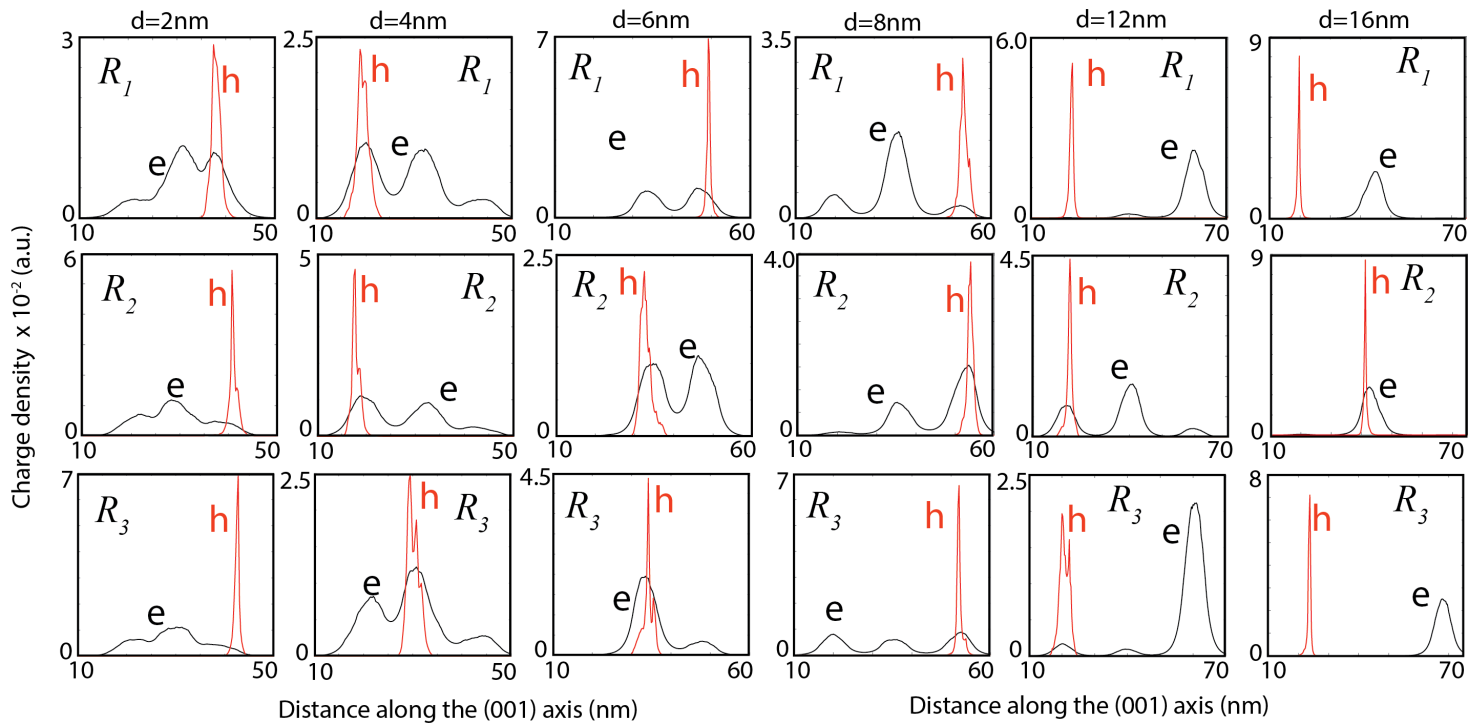 d=2nm d=4nm d=6nm d=8nm d=12nm d=16nm
Charge density x 10⁻² (a.u.)
3 R₁ h e 0 10 50
2.5 h R₁ e 0 10 50
7 R₁ h e 0 10 60
3.5 R₁ h e 0 10 60
6.0 h R₁ e 0 10 70
9 h R₁ e 0 10 70
6 R₂ h e 0 10 50
5 h R₂ e 0 10 50
2.5 R₂ h e 0 10 60
4.0 R₂ h e 0.0 10 60
4.5 h R₂ e 0 10 70
9 h R₂ e 0 10 70
7 R₃ h e 0 10 50
2.5 h R₃ e 0 10 50
4.5 R₃ h e 0 10 60
7 R₃ h e 0 10 60
2.5 h R₃ e 0 10 70
8 h R₃ e 0 10 70
Distance along the (001) axis (nm) Distance along the (001) axis (nm)